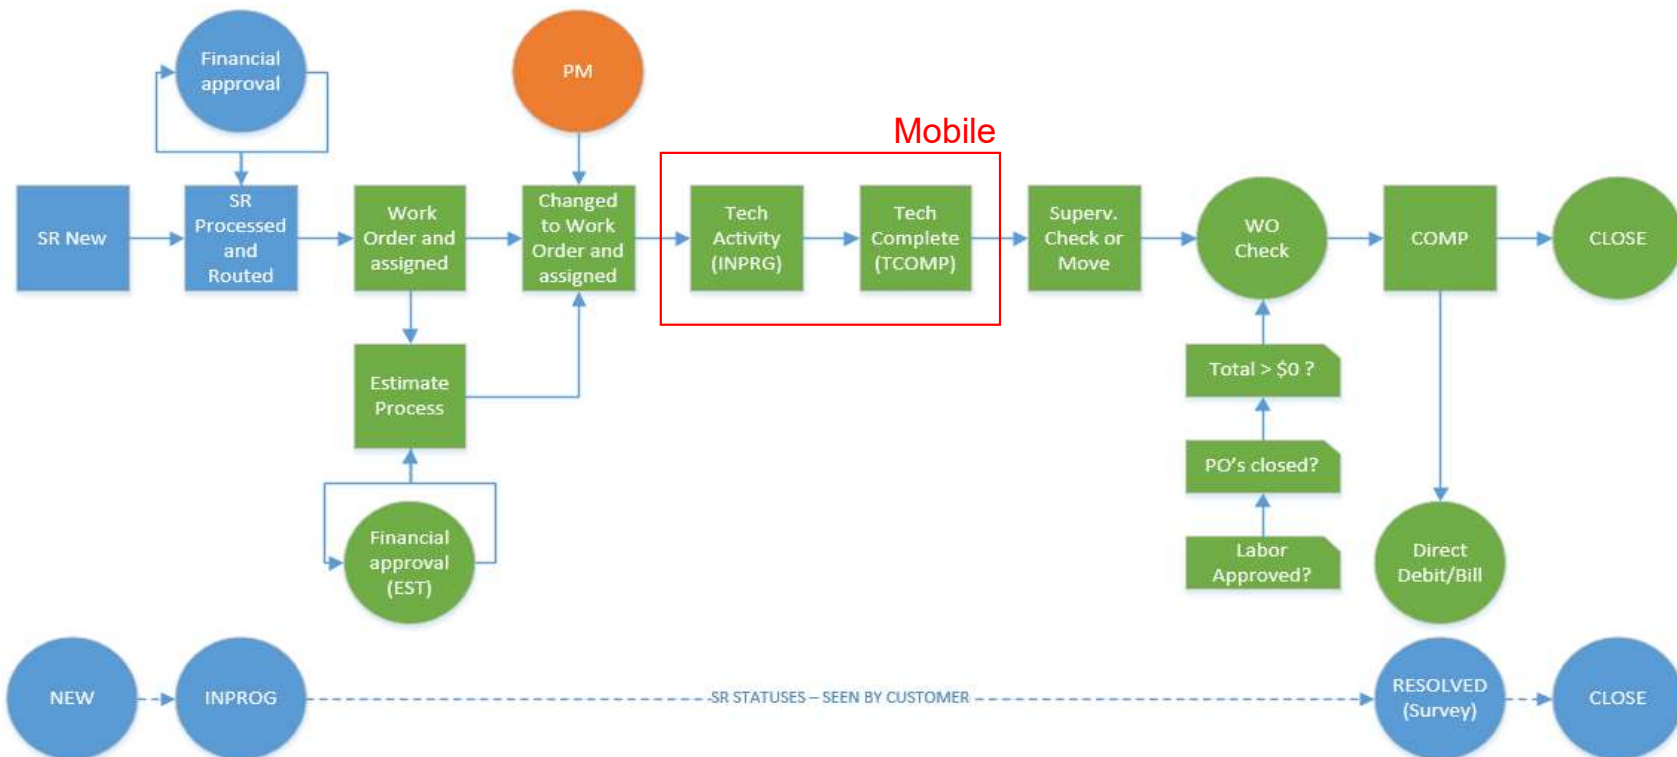 Financial
approval
PM
Mobile
SR New
SR
Processed
and
Routed
Work
Order and
assigned
Changed
to Work
Order and
assigned
Tech
Activity
(INPRG)
Tech
Complete
(TCOMP)
Superv.
Check or
Move
WO
Check
COMP
CLOSE
Estimate
Process
Total > $0 ?
PO's closed?
Financial
approval
(EST)
Labor
Approved?
Direct
Debit/Bill
NEW
INPROG
SR STATUSES – SEEN BY CUSTOMER
RESOLVED
(Survey)
CLOSE